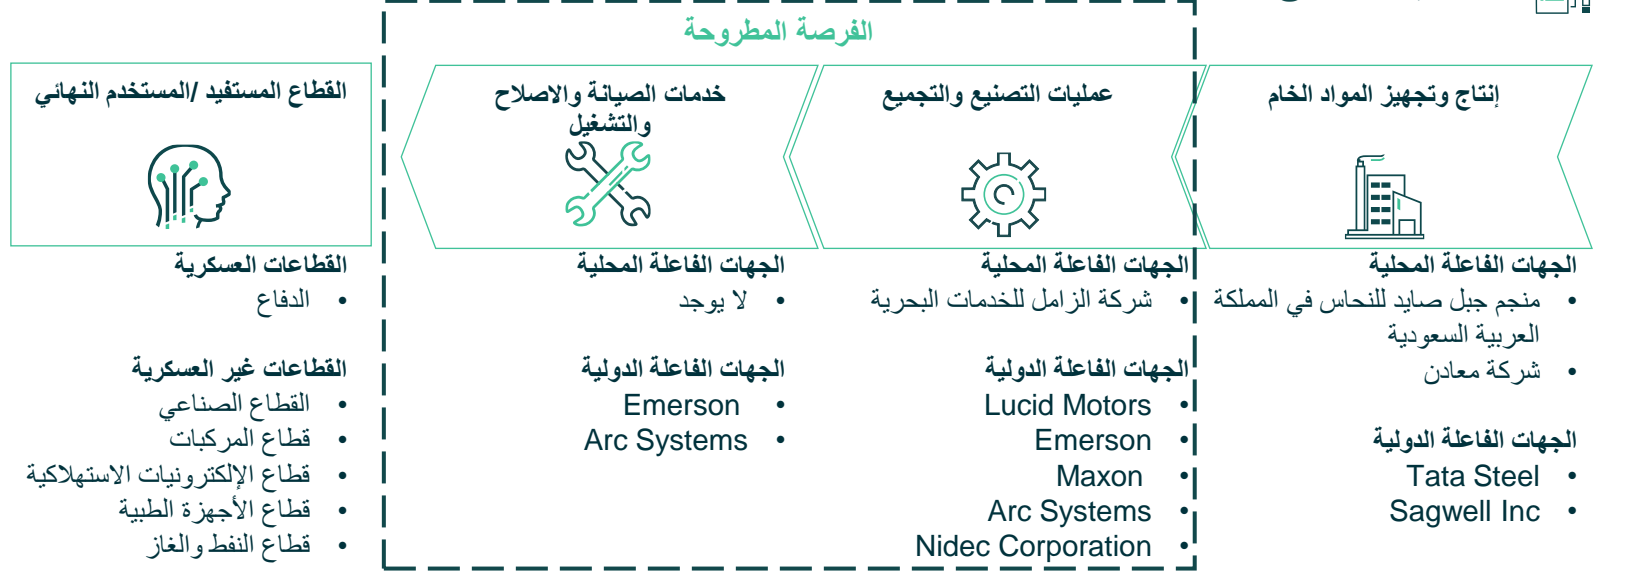 الفرصة المطروحة
إنتاج وتجهيز المواد الخام
الجهات الفاعلة المحلية
• منجم جبل صايد للنحاس في المملكة
العربية السعودية
• شركة معادن
الجهات الفاعلة الدولية
• Tata Steel
• Sagwell Inc
عمليات التصنيع والتجميع
الجهات الفاعلة المحلية
• شركة الزامل للخدمات البحرية
الجهات الفاعلة الدولية
• Lucid Motors
• Emerson
• Maxon
• Arc Systems
• Nidec Corporation
خدمات الصيانة والاصلاح
والتشغيل
الجهات الفاعلة المحلية
• لا يوجد
الجهات الفاعلة الدولية
• Emerson
• Arc Systems
القطاع المستفيد /المستخدم النهائي
القطاعات العسكرية
• الدفاع
القطاعات غير العسكرية
• القطاع الصناعي
• قطاع المركبات
• قطاع الإلكترونيات الاستهلاكية
• قطاع الأجهزة الطبية
• قطاع النفط والغاز